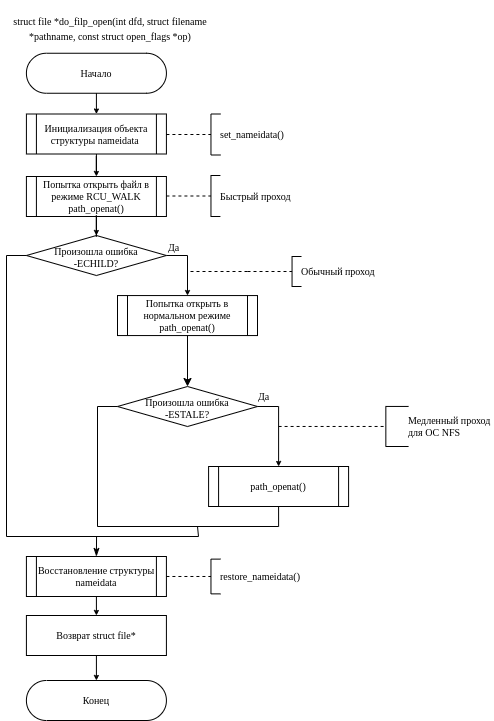 struct file *do_filp_open(int dfd, struct filename
*pathname, const struct open_flags *op)
Начало
Инициализация объекта
структуры nameidata
set_nameidata()
Попытка открыть файл в
режиме RCU_WALK
path_openat()
Быстрый проход
Произошла ошибка
-ECHILD?
Да
Обычный проход
Попытка открыть в
нормальном режиме
path_openat()
Произошла ошибка
-ESTALE?
Да
Медленный проход
для ОС NFS
path_openat()
Восстановление структуры
nameidata
restore_nameidata()
Возврат struct file*
Конец